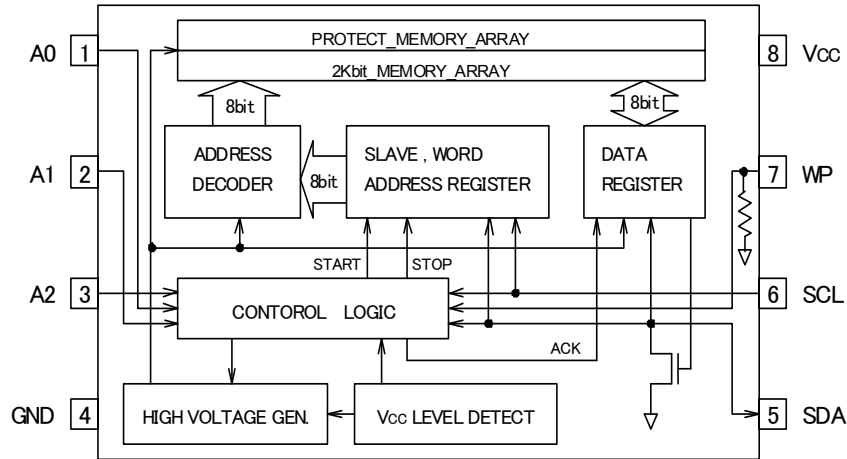 PROTECT_MEMORY_ARRAY
A0 1
8 VCC
2Kbit_MEMORY_ARRAY
8bit
8bit
ADDRESS
DECODER
8bit
SLAVE , WORD
ADDRESS REGISTER
DATA
REGISTER
A1 2
7 WP
START
STOP
A2 3
6 SCL
CONTOROL LOGIC
ACK
GND 4
HIGH VOLTAGE GEN.
VCC LEVEL DETECT
5 SDA